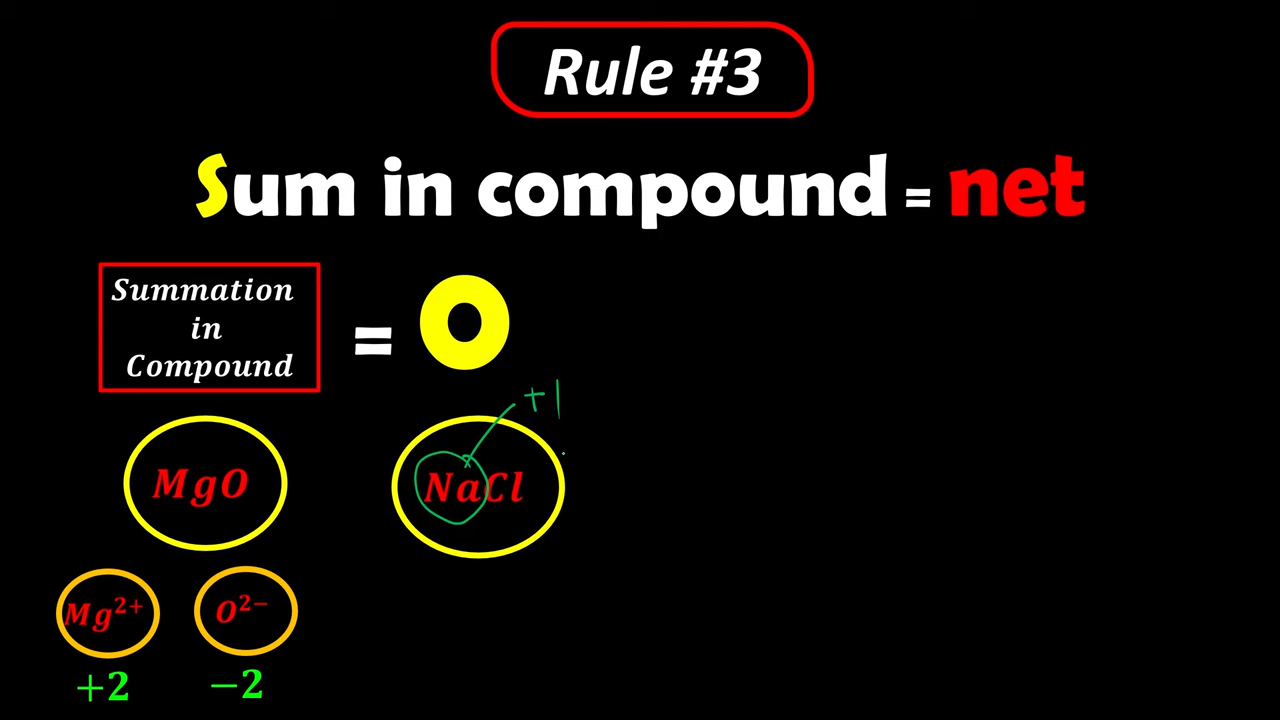 Rule #3
Sum in compound = net
Summation
in
Compound
= 0
+1
MgO
NaCl
Mg²⁺
O²⁻
+2
−2